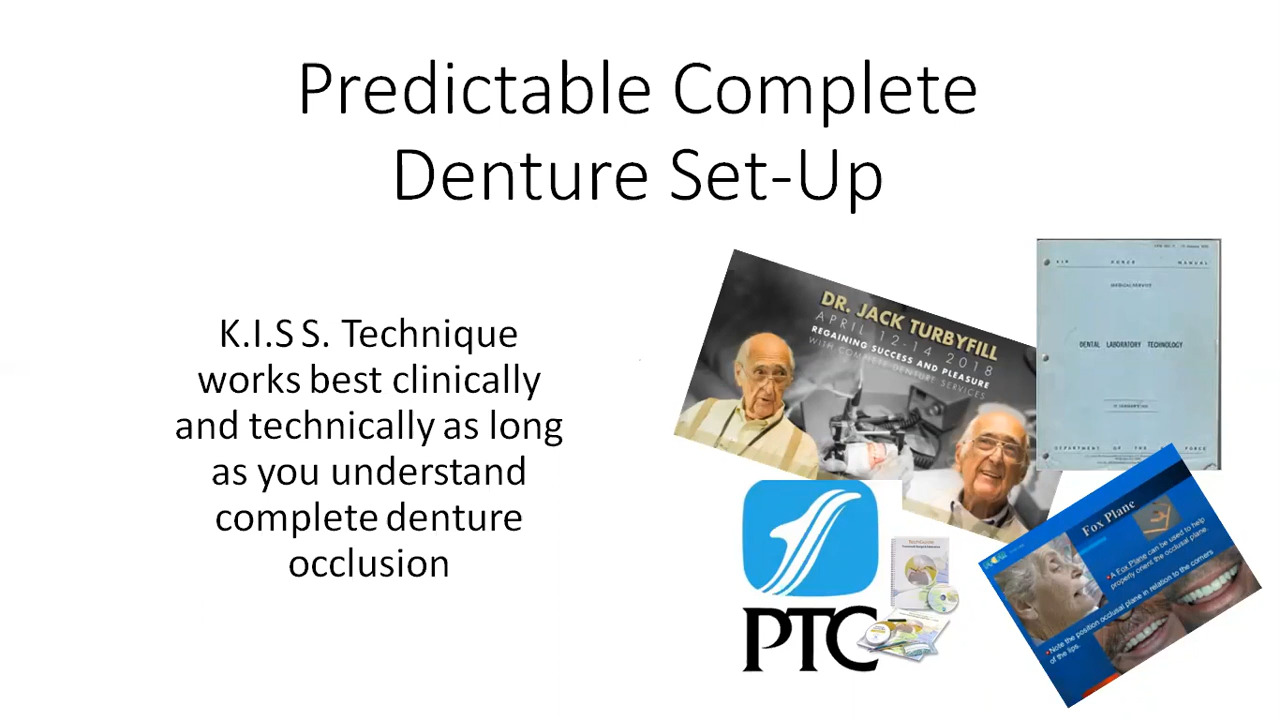 Predictable Complete
Denture Set-Up
K.I.S S. Technique
works best clinically
and technically as long
as you understand
complete denture
occlusion
DR. JACK TURBYFILL
APRIL 12-14 2018
REGAINING SUCCESS AND PLEASURE
WITH COMPLETE DENTURE SERVICES
AIR FORCE MANUAL
MEDICAL SERVICE
DENTAL LABORATORY TECHNOLOGY
DEPARTMENT OF THE FORCE
PTC
Fox Plane
A Fox Plane can be used to help
properly orient the occlusal plane.
Note the position occlusal plane in relation to the corners
of the lips.